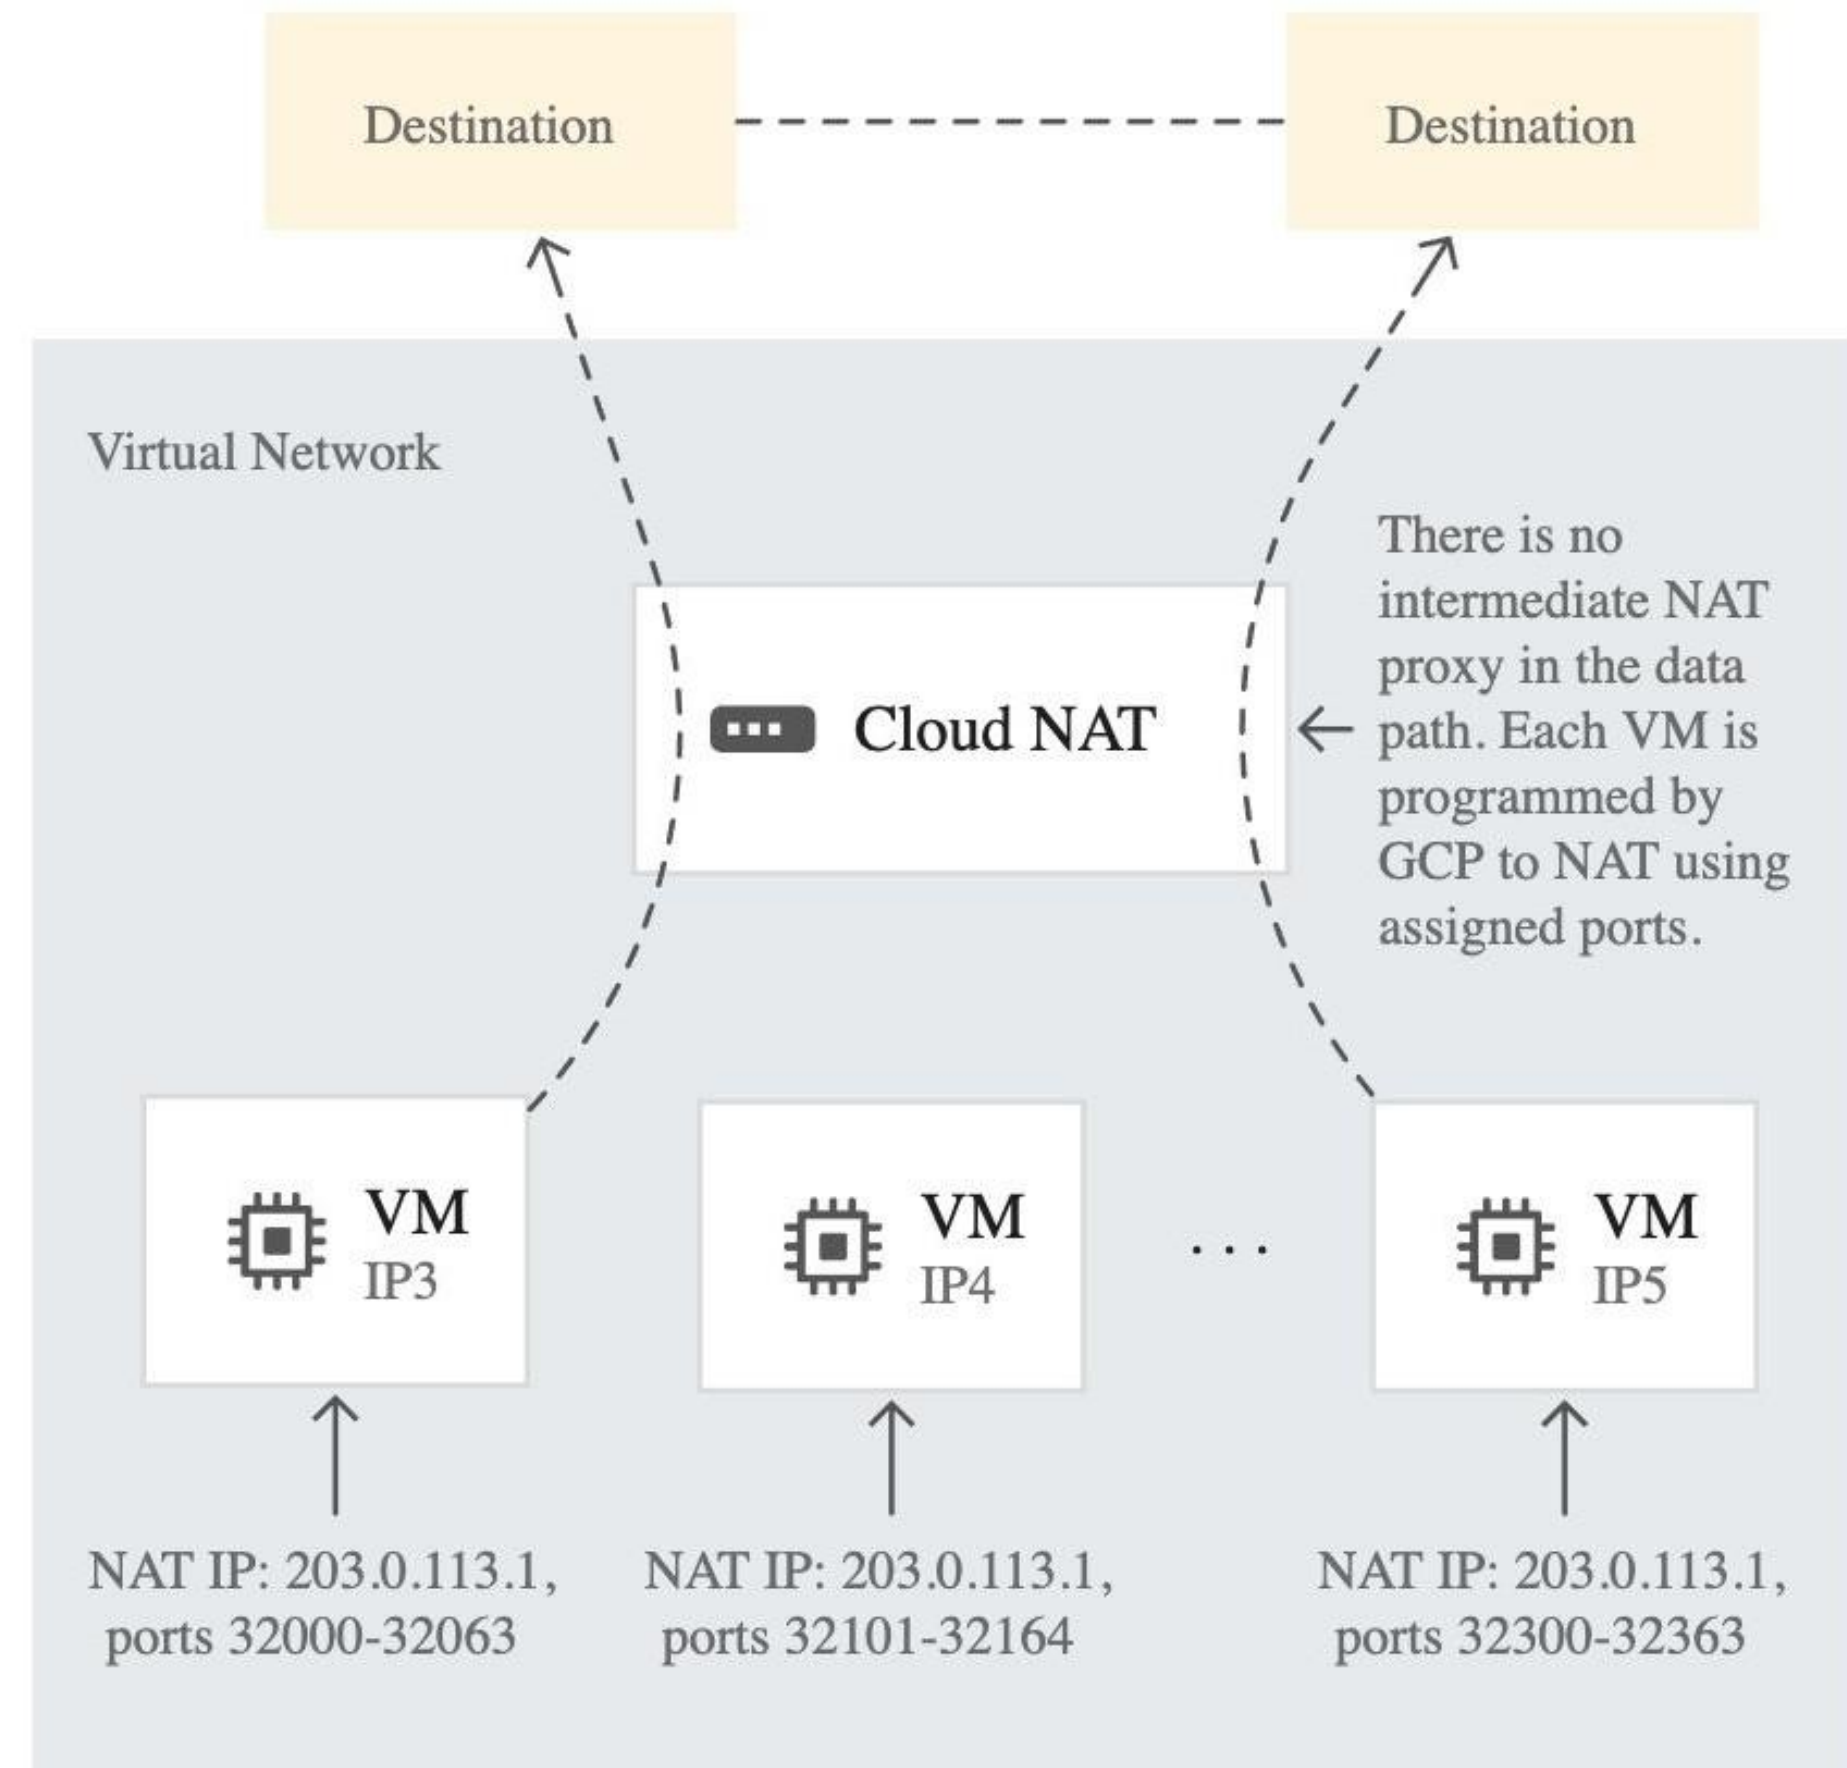 Destination
Destination
Virtual Network
There is no
intermediate NAT
proxy in the data
path. Each VM is
programmed by
GCP to NAT using
assigned ports.
Cloud NAT
VM
IP3
VM
IP4
...
VM
IP5
NAT IP: 203.0.113.1,
ports 32000-32063
NAT IP: 203.0.113.1,
ports 32101-32164
NAT IP: 203.0.113.1,
ports 32300-32363